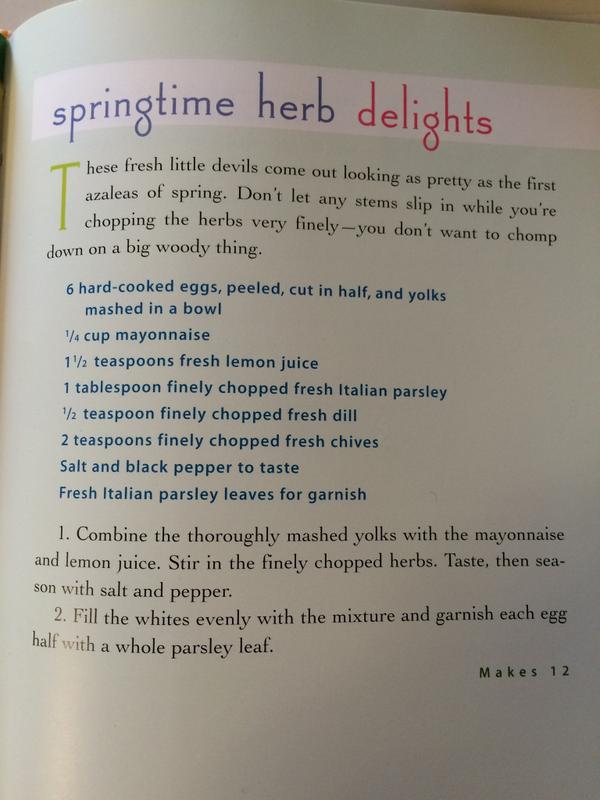 springtime herb delights
These fresh little devils come out looking as pretty as the first
azaleas of spring. Don't let any stems slip in while you're
chopping the herbs very finely—you don't want to chomp
down on a big woody thing.
6 hard-cooked eggs, peeled, cut in half, and yolks
mashed in a bowl
1/4 cup mayonnaise
1 1/2 teaspoons fresh lemon juice
1 tablespoon finely chopped fresh Italian parsley
1/2 teaspoon finely chopped fresh dill
2 teaspoons finely chopped fresh chives
Salt and black pepper to taste
Fresh Italian parsley leaves for garnish
1. Combine the thoroughly mashed yolks with the mayonnaise
and lemon juice. Stir in the finely chopped herbs. Taste, then sea-
son with salt and pepper.
2. Fill the whites evenly with the mixture and garnish each egg
half with a whole parsley leaf.
Makes 12